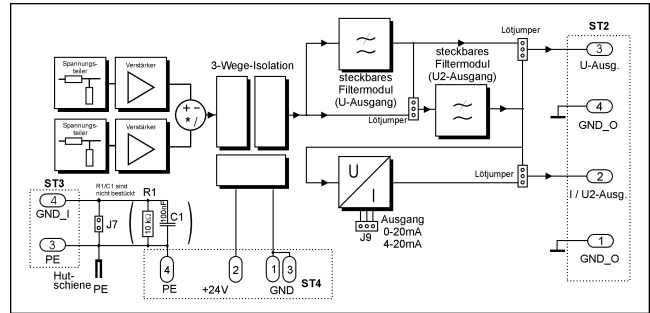 Spannungs-
teiler
Verstärker
Spannungs-
teiler
Verstärker
+ -
* /
3-Wege-Isolation
steckbares
Filtermodul
(U-Ausgang)
Lötjumper
steckbares
Filtermodul
(U2-Ausgang)
Lötjumper
ST2
3
U-Ausg.
4
GND_O
Lötjumper
2
I / U2-Ausg.
1
GND_O
U
I
J9
Ausgang
0-20mA
4-20mA
ST3
4
GND_I
3
PE
Hut-
schiene
PE
J7
R1/C1 sind
nicht bestückt
R1
10 kΩ
100nF
C1
4
PE
2
+24V
1
3
GND
ST4